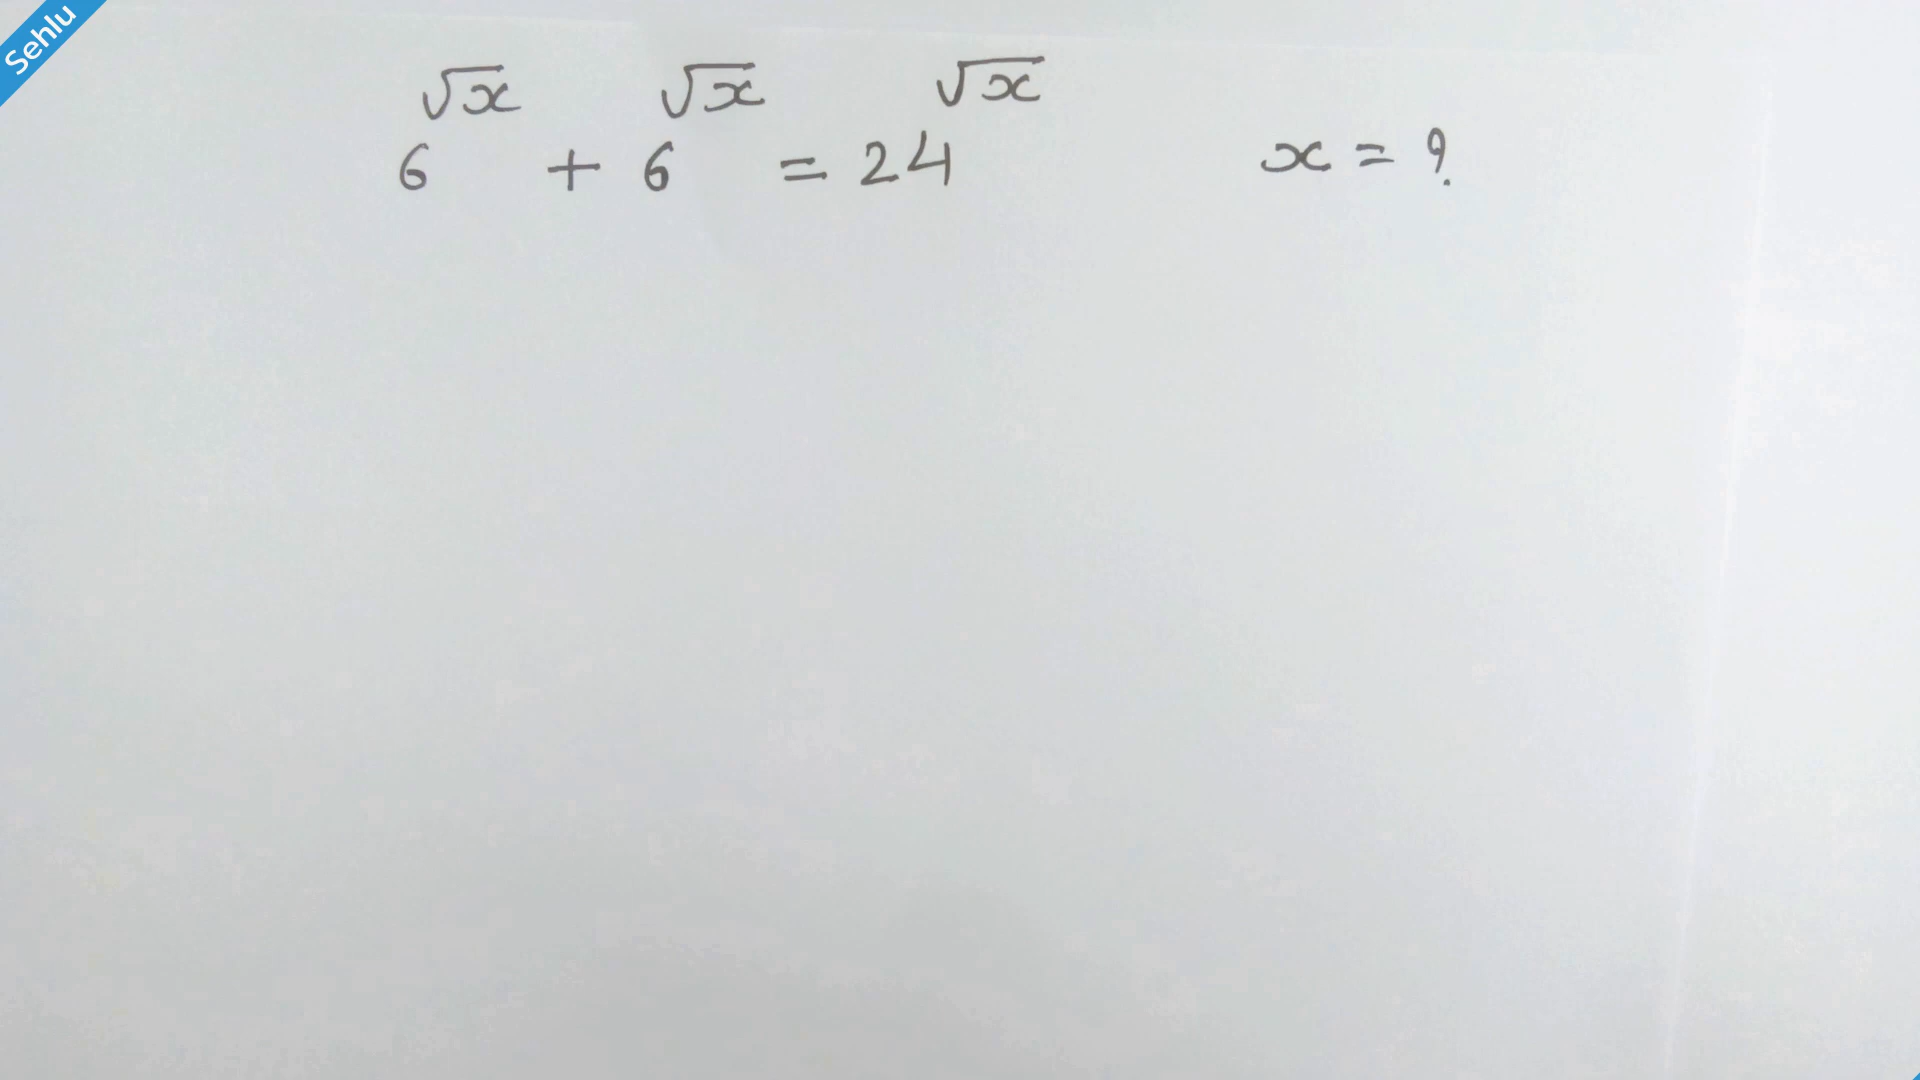 Sehlu
6^√x + 6^√x = 24^√x x = ?